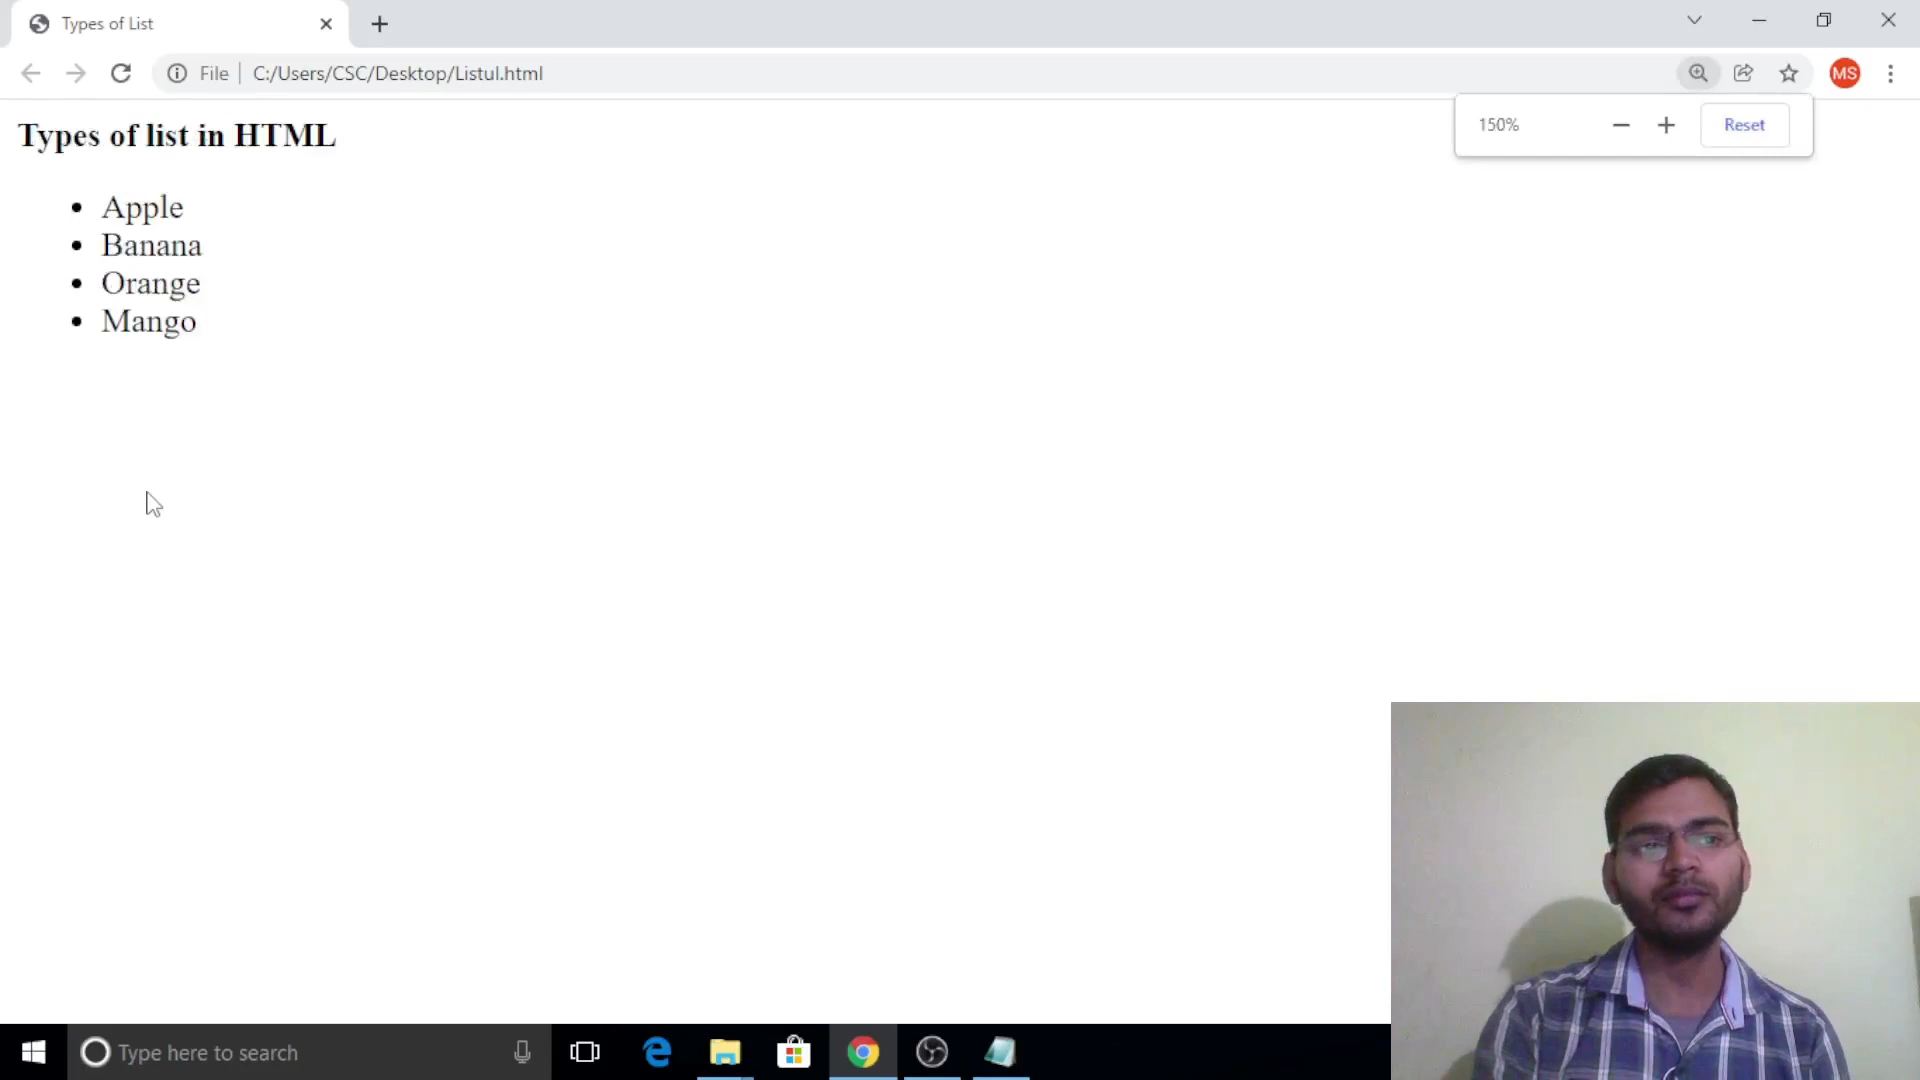 Types of List
File
C:/Users/CSC/Desktop/Listul.html
MS
150%
Reset
Types of list in HTML
Apple
Banana
Orange
Mango
Type here to search